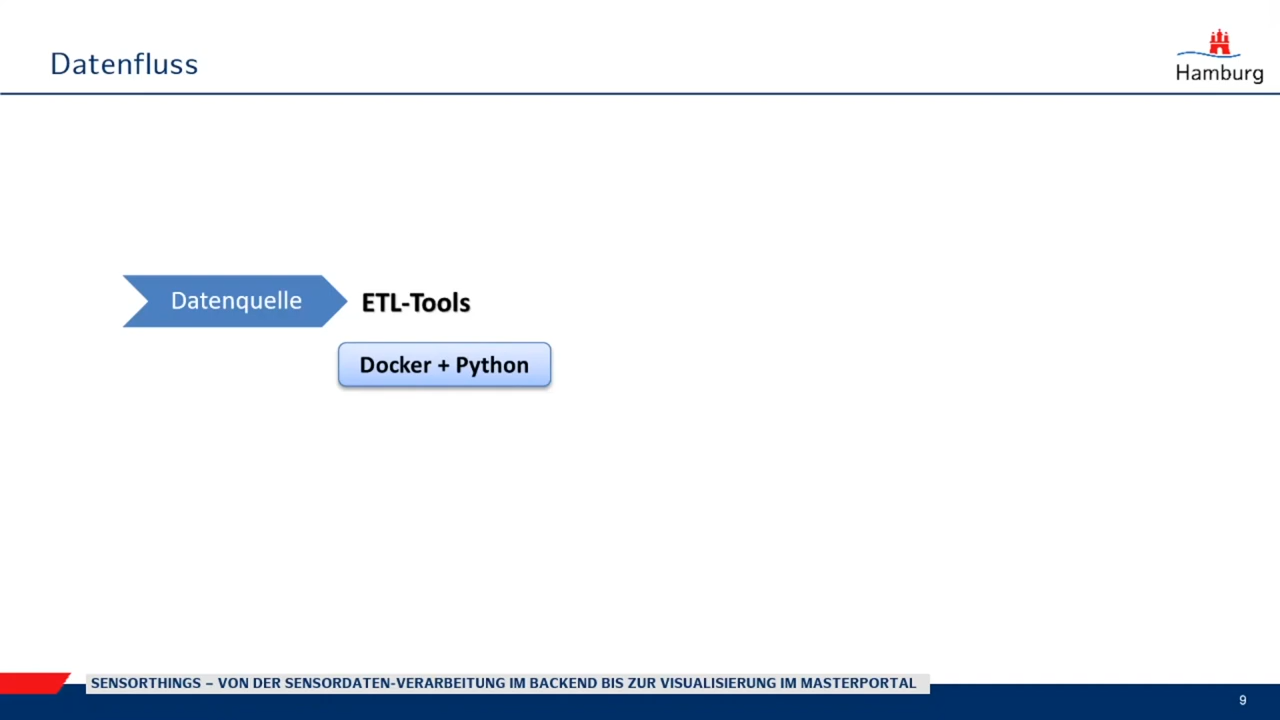 Datenfluss
Hamburg
Datenquelle
ETL-Tools
Docker + Python
SENSORTHINGS – VON DER SENSORDATEN-VERARBEITUNG IM BACKEND BIS ZUR VISUALISIERUNG IM MASTERPORTAL
9